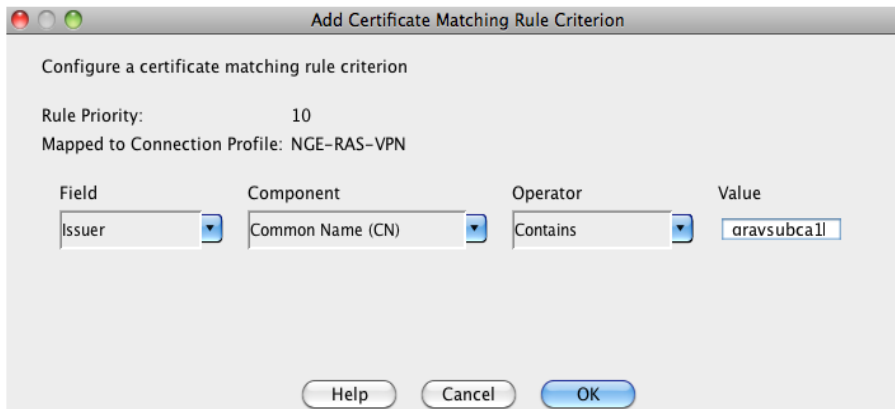 Add Certificate Matching Rule Criterion
Configure a certificate matching rule criterion
Rule Priority: 10
Mapped to Connection Profile: NGE-RAS-VPN
Field Component Operator Value
Issuer Common Name (CN) Contains gravsubca1
Help Cancel OK